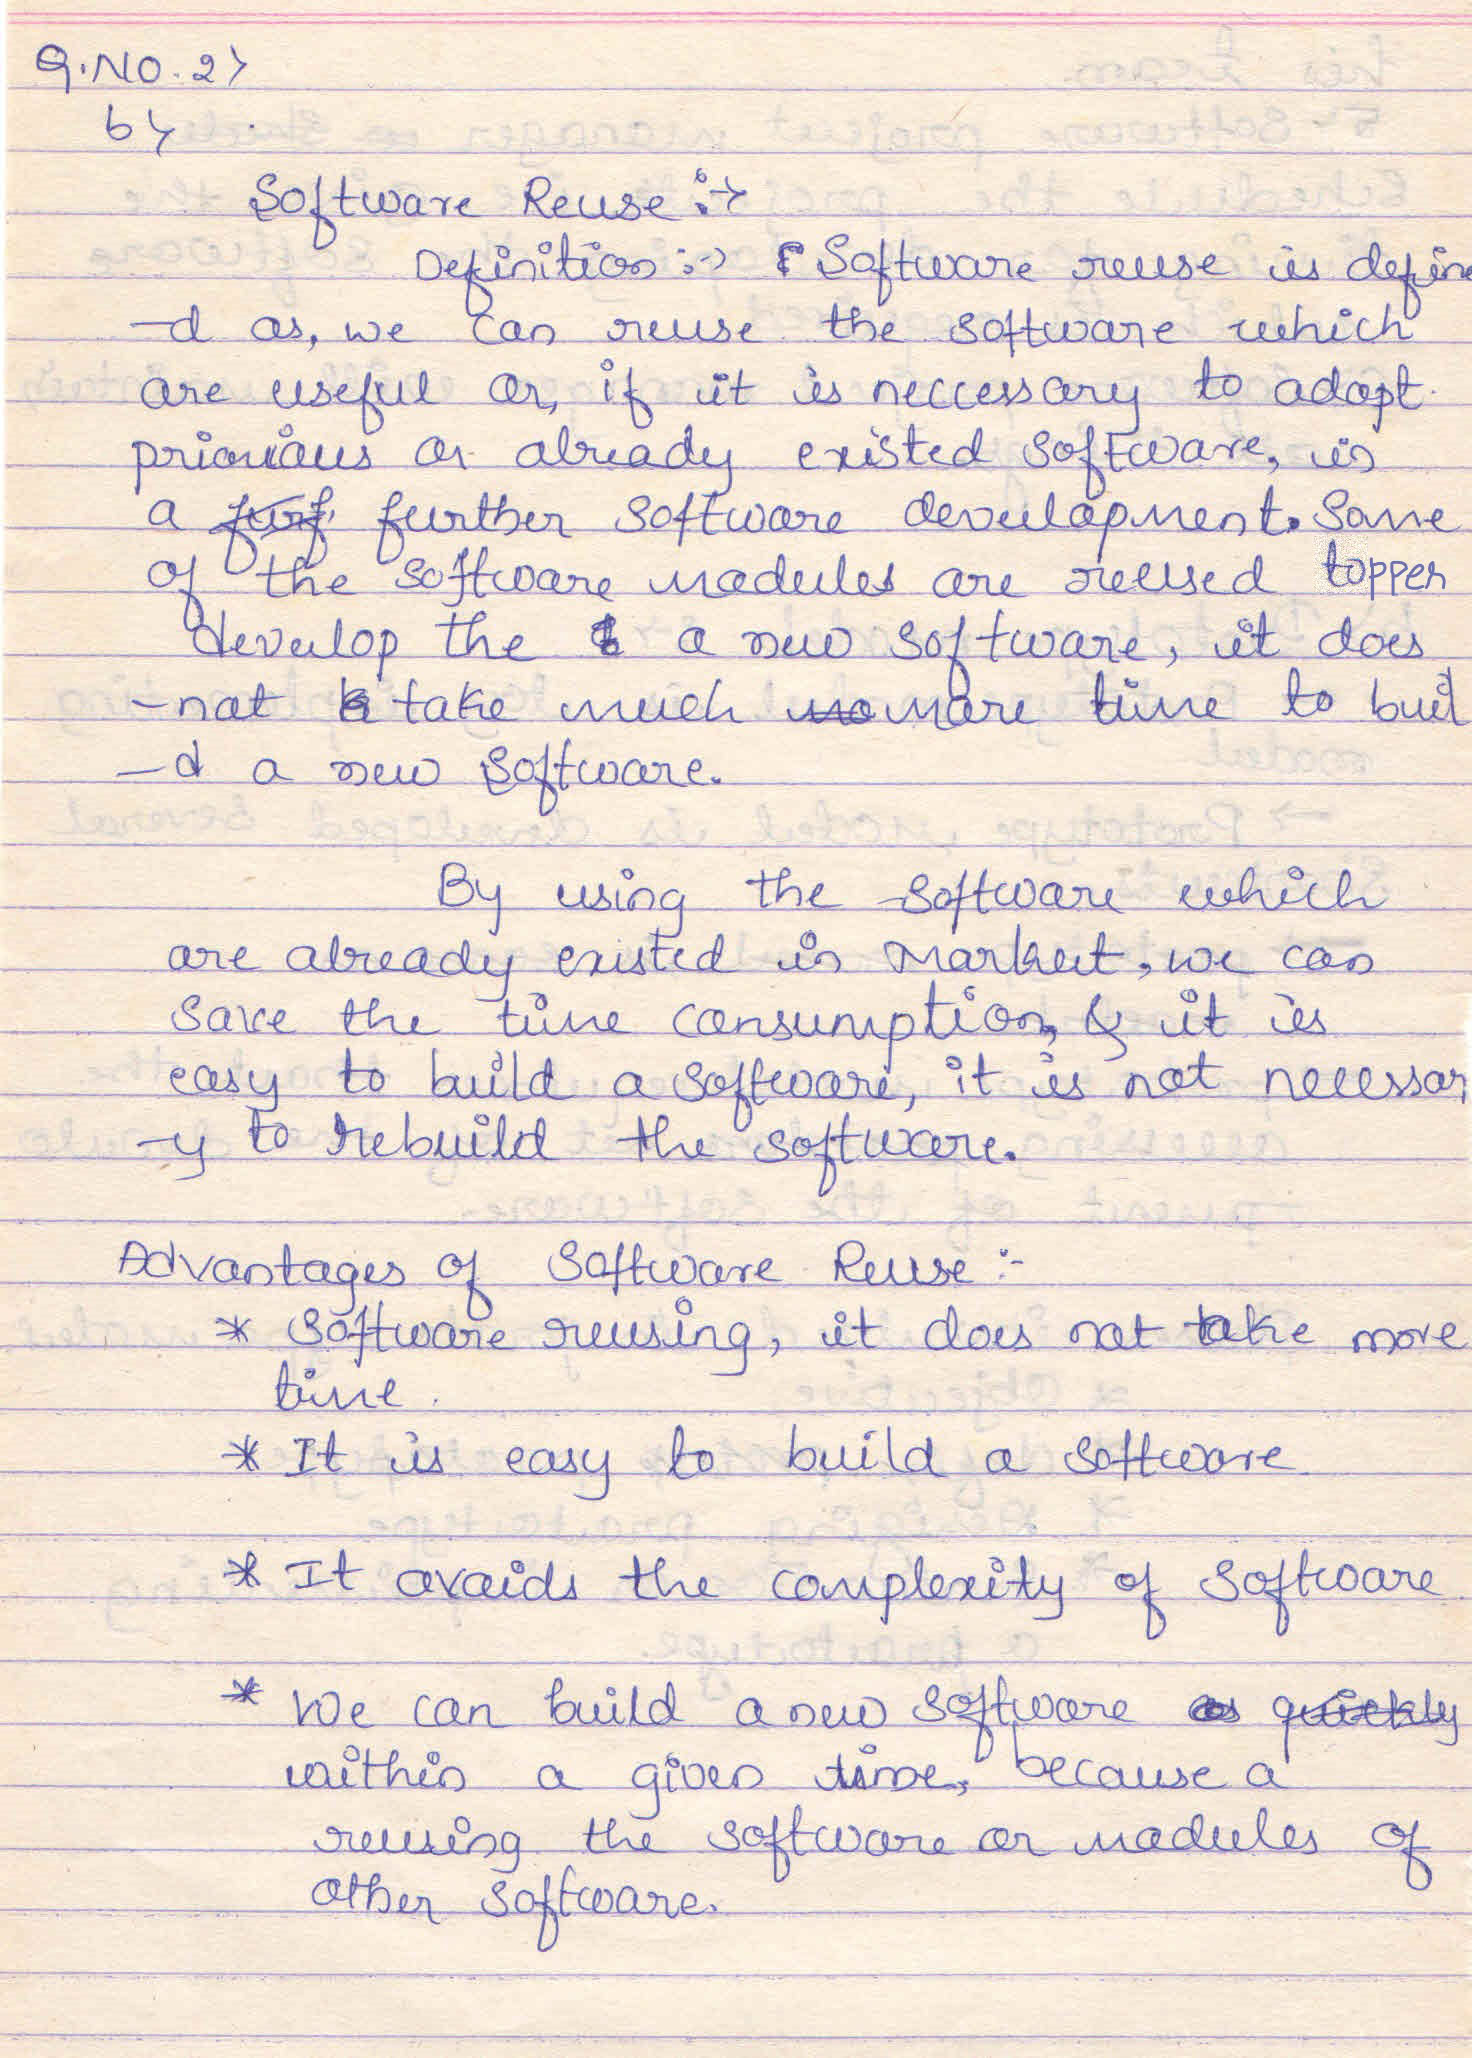 Q.NO.2>
b>
Software Reuse :->
Definition :-> Software reuse is define
-d as, we can reuse the software which
are useful or, if it is neccessary to adopt
privious or already existed software, is
a further software development. Some
of the software modules are reused topper
develop the a new software, it does
-not take much more time to buil
-d a new software.
By using the software which
are already existed in market, we can
save the time consumption, & it is
easy to build a software, it is not necessar
-y to rebuild the software.
Advantages of Software Reuse :-
* Software reusing, it does not take more
time.
* It is easy to build a software
* It avoids the complexity of software
* We can build a new software
within a given time, because a
reusing the software or modules of
other software.